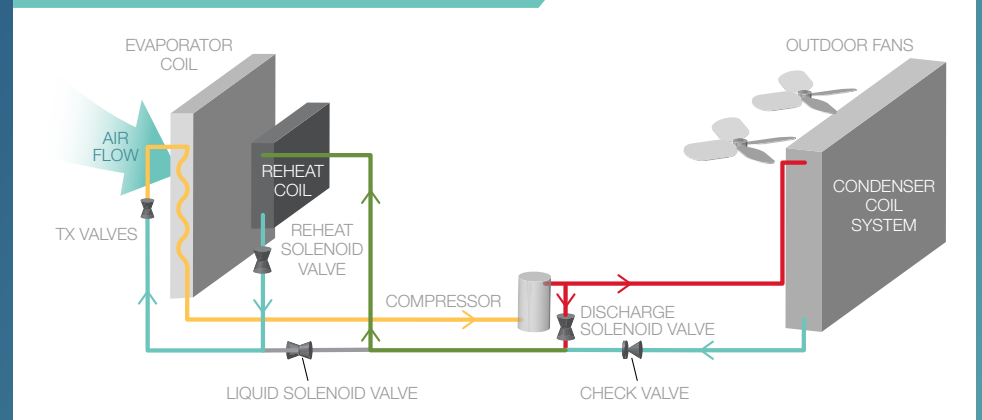 EVAPORATOR
COIL
OUTDOOR FANS
AIR
FLOW
REHEAT
COIL
CONDENSER
COIL
SYSTEM
TX VALVES
REHEAT
SOLENOID
VALVE
COMPRESSOR
DISCHARGE
SOLENOID VALVE
LIQUID SOLENOID VALVE
CHECK VALVE